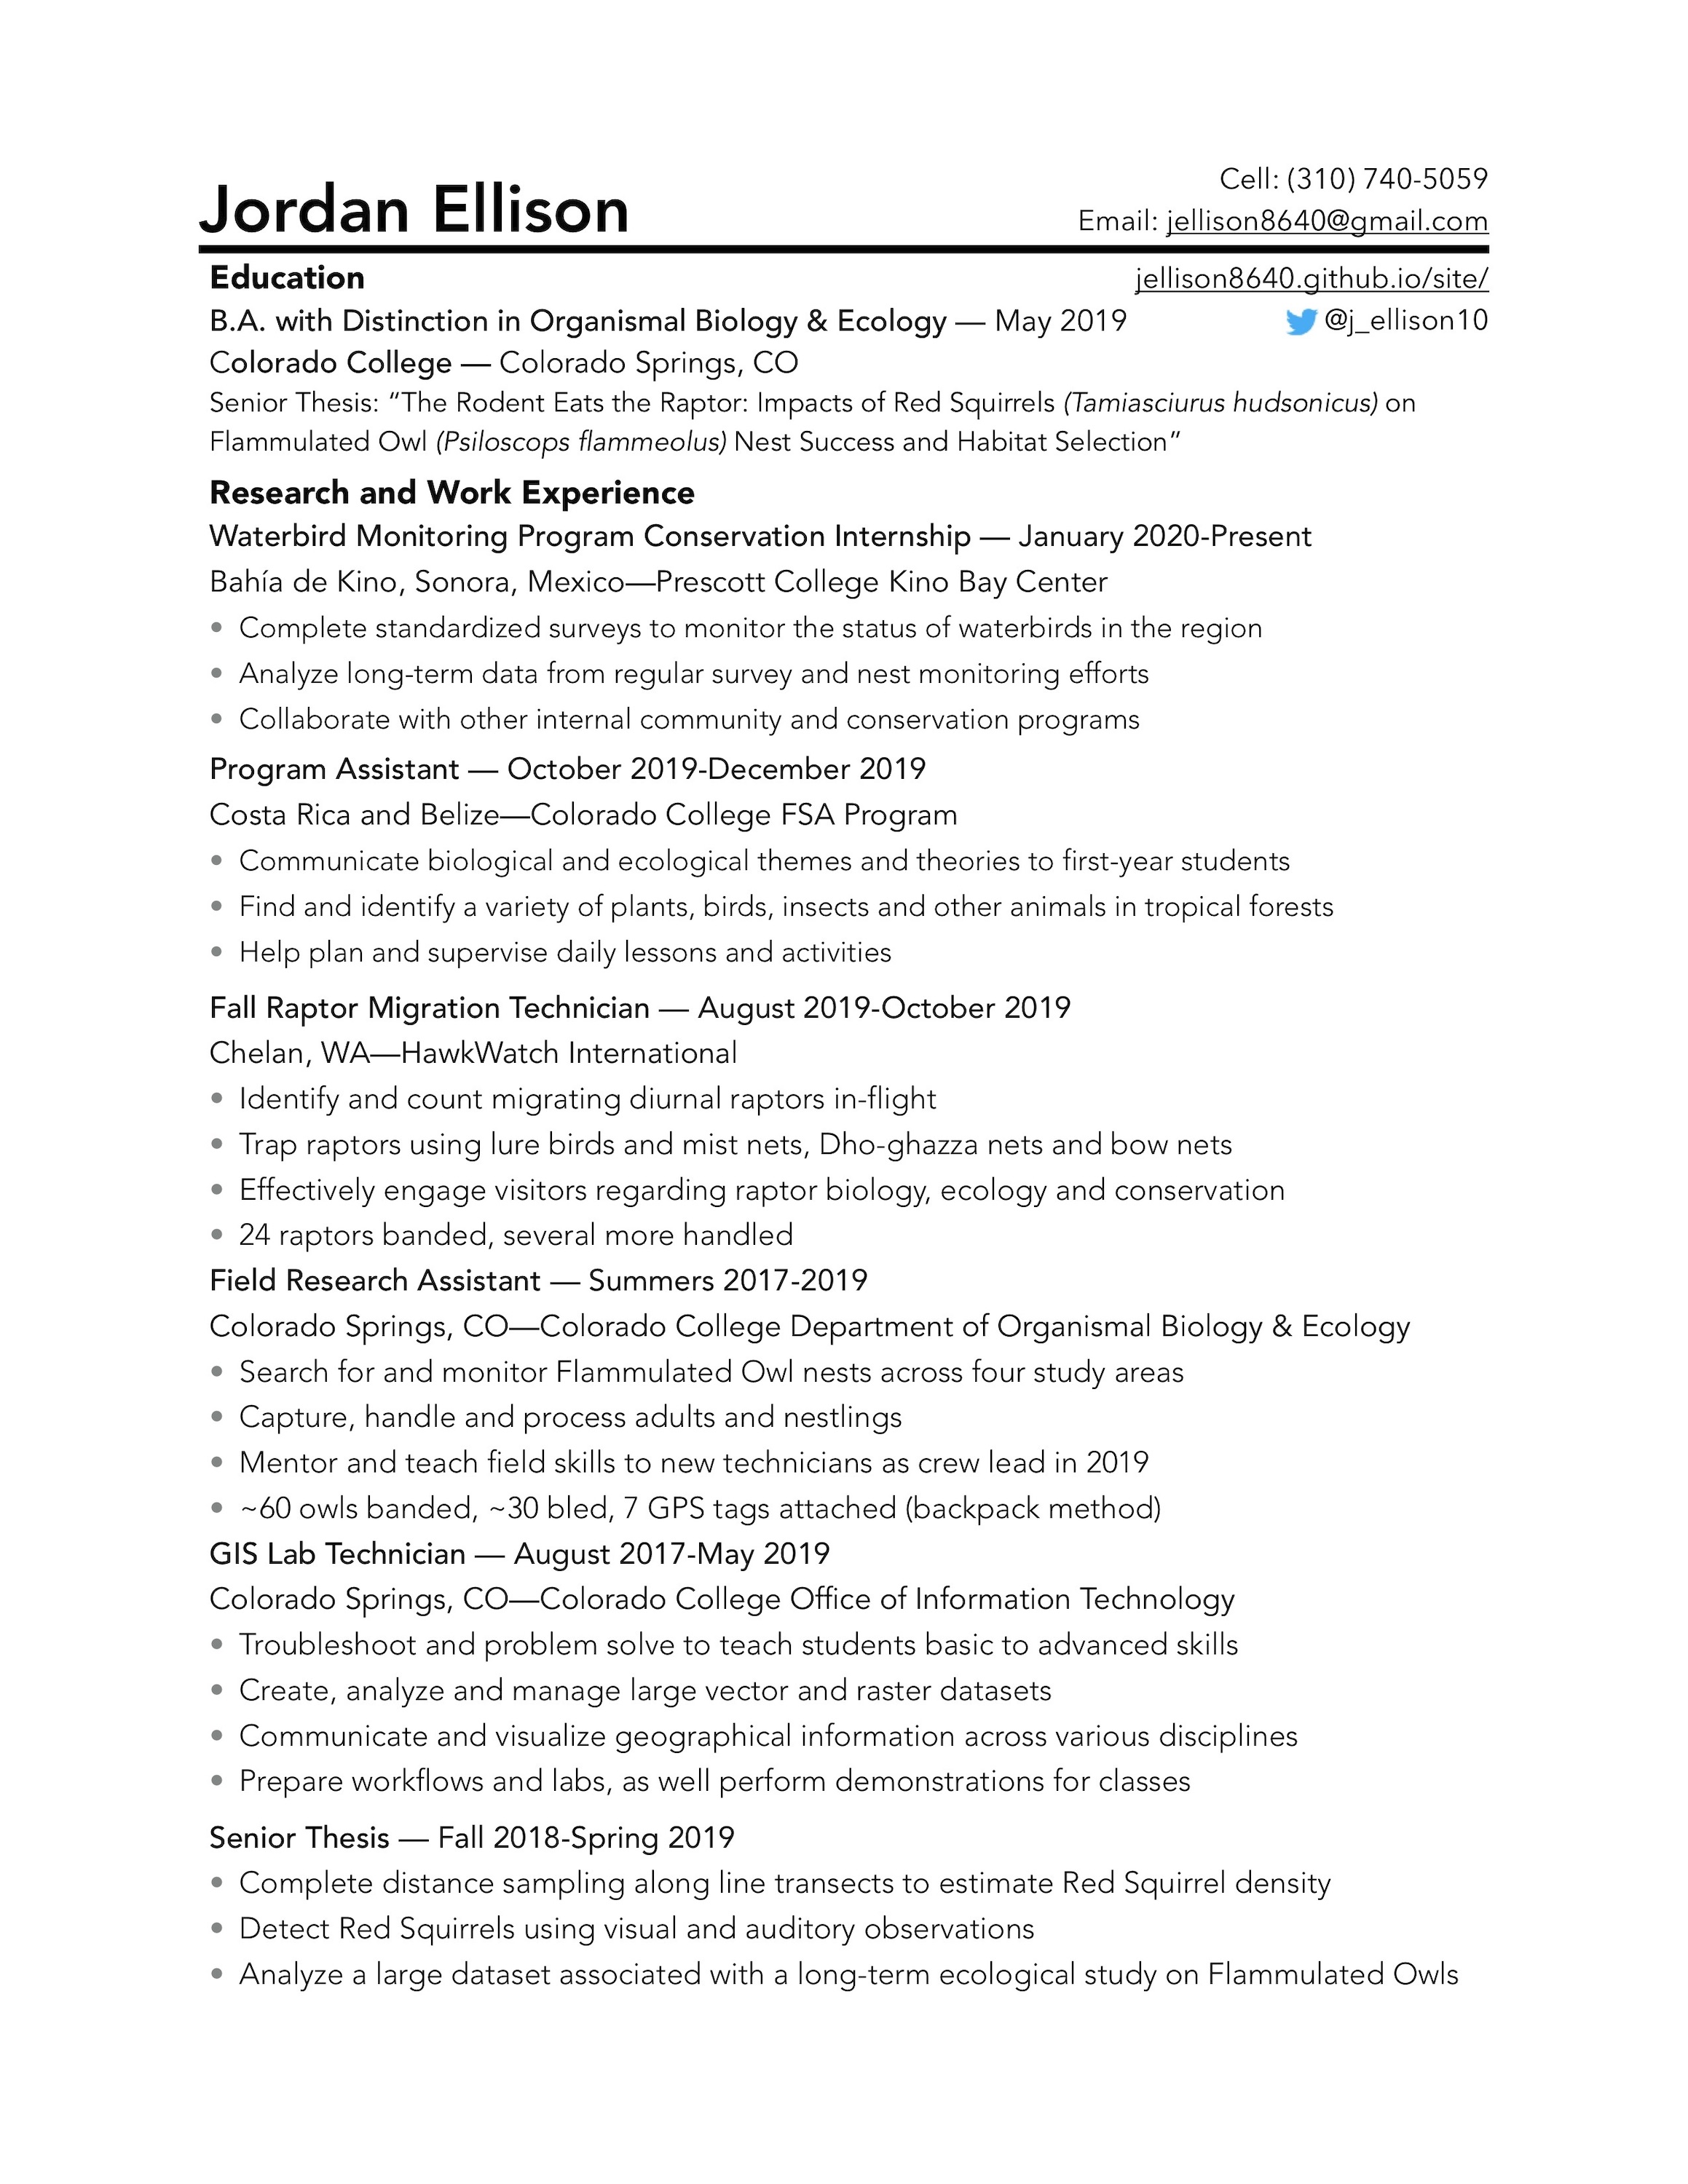 Jordan Ellison
Cell: (310) 740-5059
Email: jellison8640@gmail.com
Education
jellison8640.github.io/site/
B.A. with Distinction in Organismal Biology & Ecology — May 2019
@j_ellison10
Colorado College — Colorado Springs, CO
Senior Thesis: “The Rodent Eats the Raptor: Impacts of Red Squirrels (Tamiasciurus hudsonicus) on
Flammulated Owl (Psiloscops flammeolus) Nest Success and Habitat Selection”
Research and Work Experience
Waterbird Monitoring Program Conservation Internship — January 2020-Present
Bahía de Kino, Sonora, Mexico—Prescott College Kino Bay Center
• Complete standardized surveys to monitor the status of waterbirds in the region
• Analyze long-term data from regular survey and nest monitoring efforts
• Collaborate with other internal community and conservation programs
Program Assistant — October 2019-December 2019
Costa Rica and Belize—Colorado College FSA Program
• Communicate biological and ecological themes and theories to first-year students
• Find and identify a variety of plants, birds, insects and other animals in tropical forests
• Help plan and supervise daily lessons and activities
Fall Raptor Migration Technician — August 2019-October 2019
Chelan, WA—HawkWatch International
• Identify and count migrating diurnal raptors in-flight
• Trap raptors using lure birds and mist nets, Dho-ghazza nets and bow nets
• Effectively engage visitors regarding raptor biology, ecology and conservation
• 24 raptors banded, several more handled
Field Research Assistant — Summers 2017-2019
Colorado Springs, CO—Colorado College Department of Organismal Biology & Ecology
• Search for and monitor Flammulated Owl nests across four study areas
• Capture, handle and process adults and nestlings
• Mentor and teach field skills to new technicians as crew lead in 2019
• ~60 owls banded, ~30 bled, 7 GPS tags attached (backpack method)
GIS Lab Technician — August 2017-May 2019
Colorado Springs, CO—Colorado College Office of Information Technology
• Troubleshoot and problem solve to teach students basic to advanced skills
• Create, analyze and manage large vector and raster datasets
• Communicate and visualize geographical information across various disciplines
• Prepare workflows and labs, as well perform demonstrations for classes
Senior Thesis — Fall 2018-Spring 2019
• Complete distance sampling along line transects to estimate Red Squirrel density
• Detect Red Squirrels using visual and auditory observations
• Analyze a large dataset associated with a long-term ecological study on Flammulated Owls